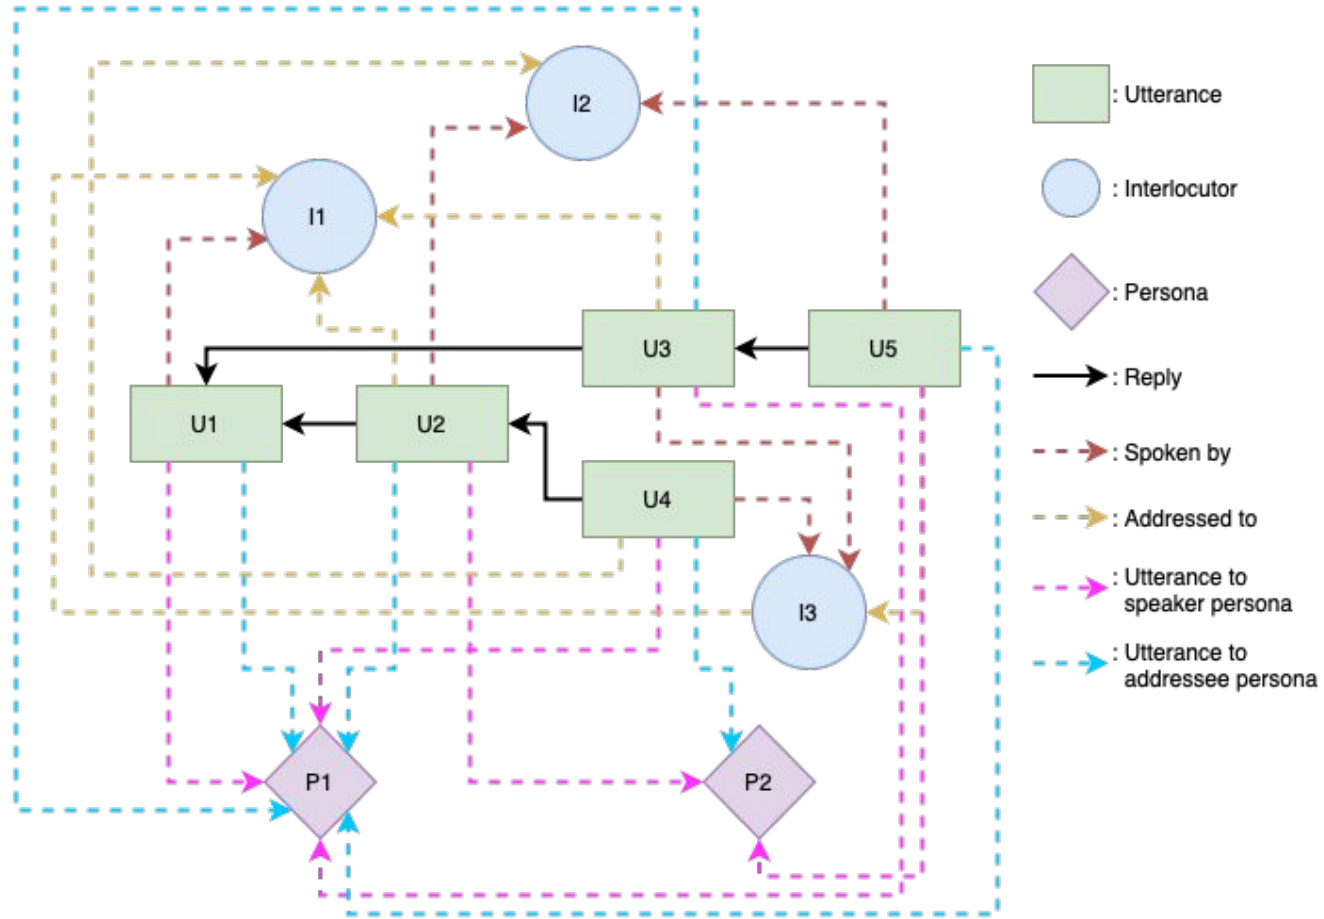 I2
: Utterance
I1
: Interlocutor
: Persona
U3
U5
: Reply
U1
U2
: Spoken by
U4
: Addressed to
: Utterance to
speaker persona
I3
: Utterance to
addressee persona
P1
P2